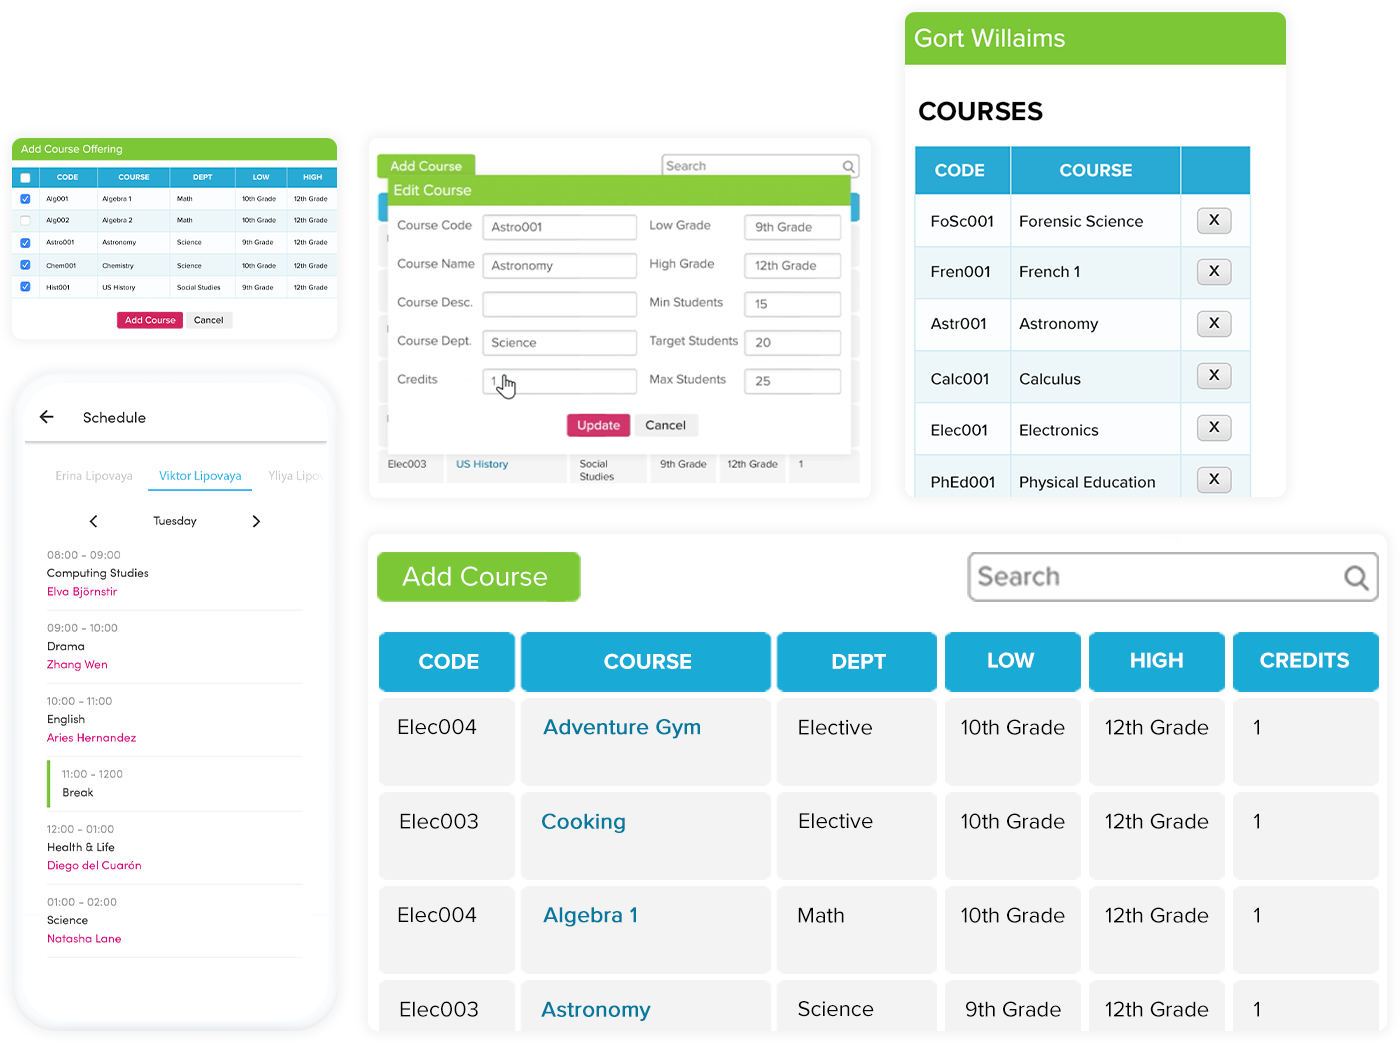 Add Course Offering
CODE COURSE DEPT LOW HIGH
Alg001 Algebra 1 Math 10th Grade 12th Grade
Alg002 Algebra 2 Math 10th Grade 12th Grade
Astro001 Astronomy Science 9th Grade 12th Grade
Chem001 Chemistry Science 10th Grade 12th Grade
Hist001 US History Social Studies 9th Grade 12th Grade
Add Course Cancel
Add Course Search
Edit Course
Course Code Astro001 Low Grade 9th Grade
Course Name Astronomy High Grade 12th Grade
Course Desc. Min Students 15
Course Dept. Science Target Students 20
Credits 1 Max Students 25
Update Cancel
Elec003 US History Social 9th Grade 12th Grade 1
Studies
Gort Willaims
COURSES
CODE COURSE
FoSc001 Forensic Science X
Fren001 French 1 X
Astr001 Astronomy X
Calc001 Calculus X
Elec001 Electronics X
PhEd001 Physical Education X
Schedule
Erina Lipovaya Viktor Lipovaya Yliya Lipov
Tuesday
08:00 - 09:00
Computing Studies
Elva Björnstir
09:00 - 10:00
Drama
Zhang Wen
10:00 - 11:00
English
Aries Hernandez
11:00 - 1200
Break
12:00 - 01:00
Health & Life
Diego del Cuarón
01:00 - 02:00
Science
Natasha Lane
Add Course Search
CODE COURSE DEPT LOW HIGH CREDITS
Elec004 Adventure Gym Elective 10th Grade 12th Grade 1
Elec003 Cooking Elective 10th Grade 12th Grade 1
Elec004 Algebra 1 Math 10th Grade 12th Grade 1
Elec003 Astronomy Science 9th Grade 12th Grade 1